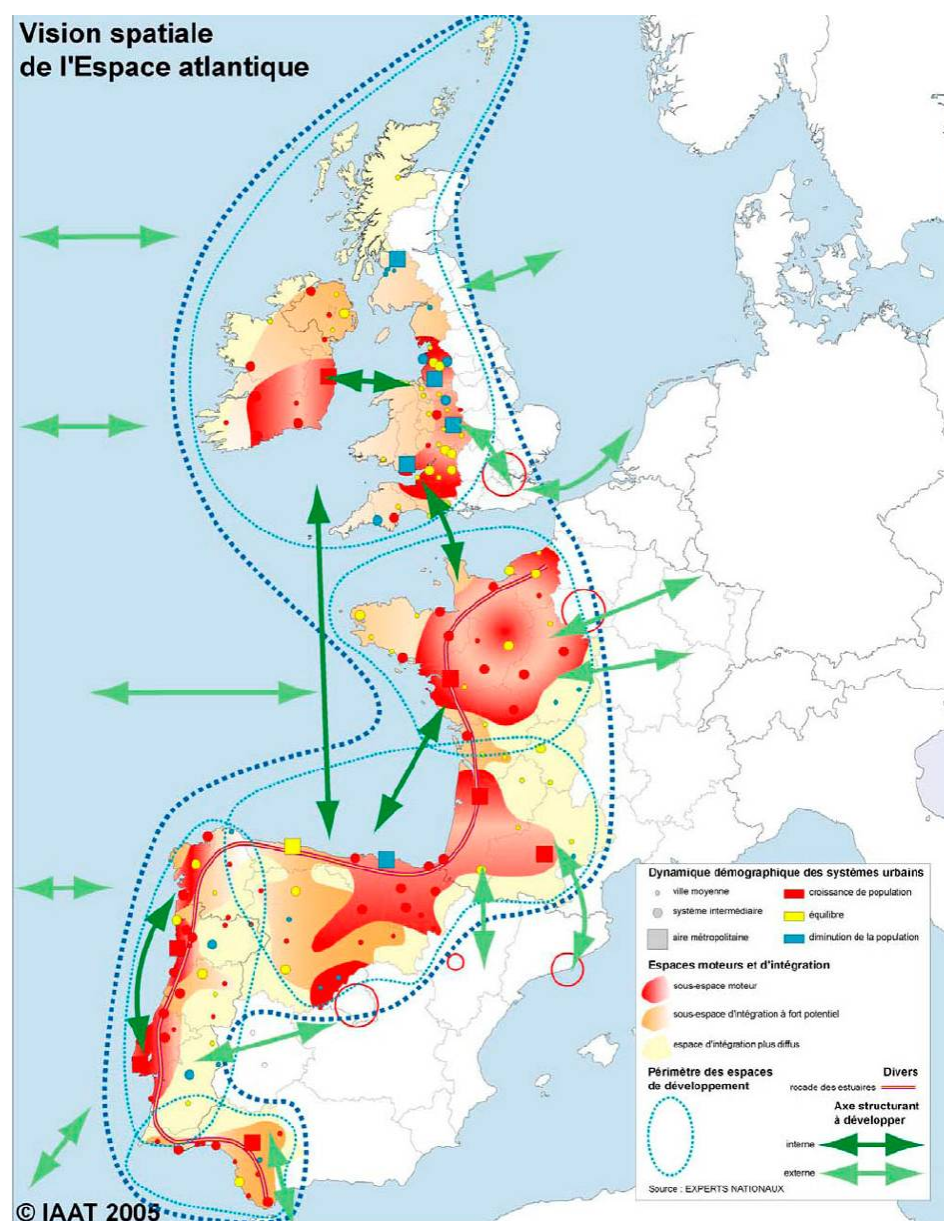 Vision spatiale
de l'Espace atlantique
Dynamique démographique des systèmes urbains
ville moyenne
croissance de population
système intermédiaire
équilibre
aire métropolitaine
diminution de la population
Espaces moteurs et d'intégration
sous-espace moteur
sous-espace d'intégration à fort potentiel
espace d'intégration plus diffus
Périmètre des espaces
de développement
Divers
rocade des estuaires
Axe structurant
à développer
interne
externe
Source : EXPERTS NATIONAUX
© IAAT 2005